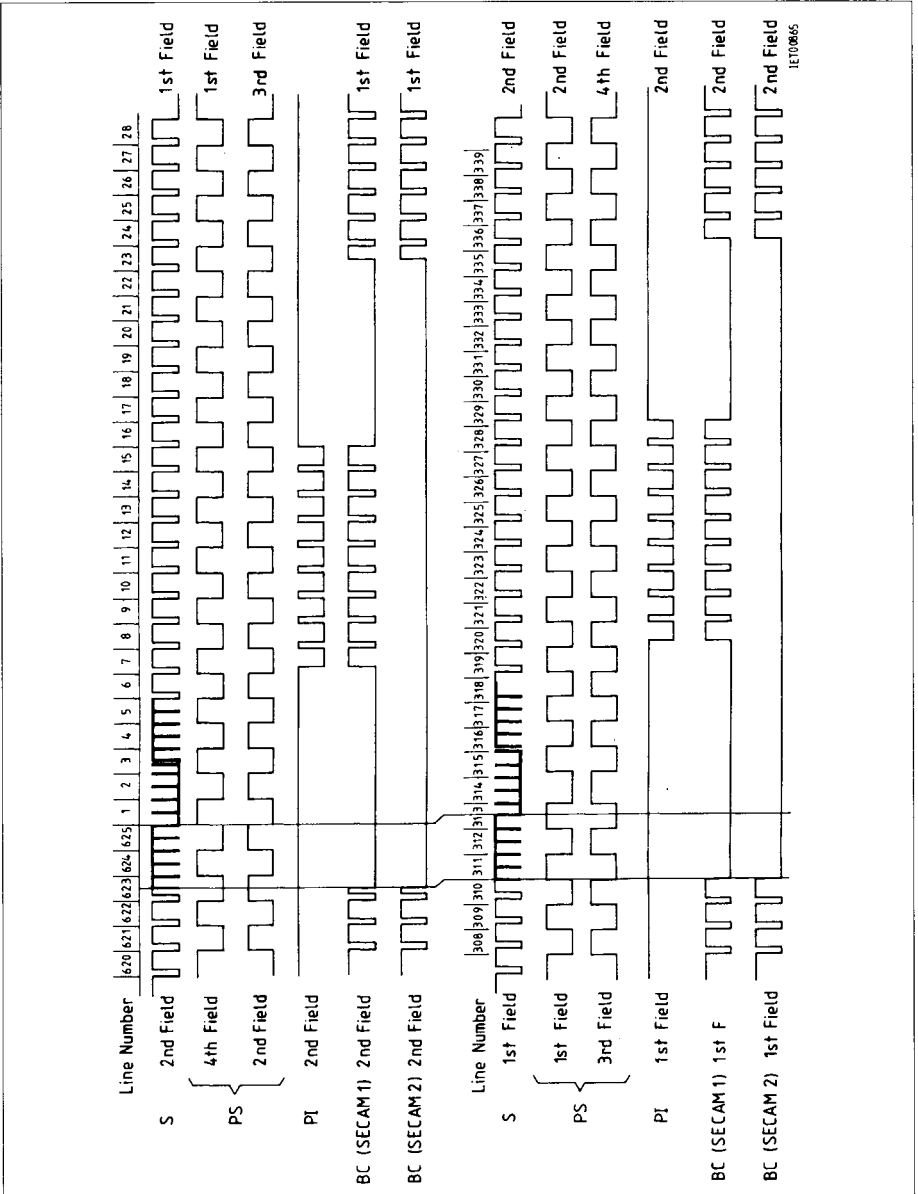 Line Number 620 621 622 623 624 625 1 2 3 4 5 6 7 8 9 10 11 12 13 14 15 16 17 18 19 20 21 22 23 24 25 26 27 28
S 2nd Field 1st Field
PS 4th Field 1st Field
2nd Field 3rd Field
PI 2nd Field
BC (SECAM 1) 2nd Field 1st Field
BC (SECAM 2) 2nd Field 1st Field
Line Number 308 309 310 311 312 313 314 315 316 317 318 319 320 321 322 323 324 325 326 327 328 329 330 331 332 333 334 335 336 337 338 339
S 1st Field 2nd Field
PS 1st Field 2nd Field
3rd Field 4th Field
PI 1st Field 2nd Field
BC (SECAM 1) 1st F 2nd Field
BC (SECAM 2) 1st Field 2nd Field
IET00865